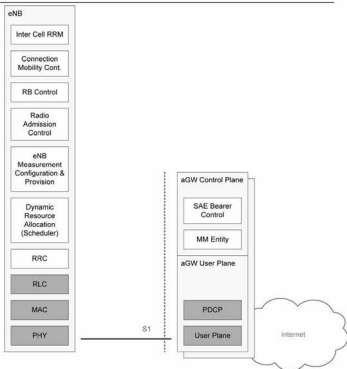 eNB
Inter Cell RRM
Connection
Mobility Cont.
RB Control
Radio
Admission
Control
eNB
Measurement
Configuration &
Provision
Dynamic
Resource
Allocation
(Scheduler)
RRC
RLC
MAC
PHY
S1
aGW Control Plane
SAE Bearer
Control
MM Entity
aGW User Plane
PDCP
User Plane
internet